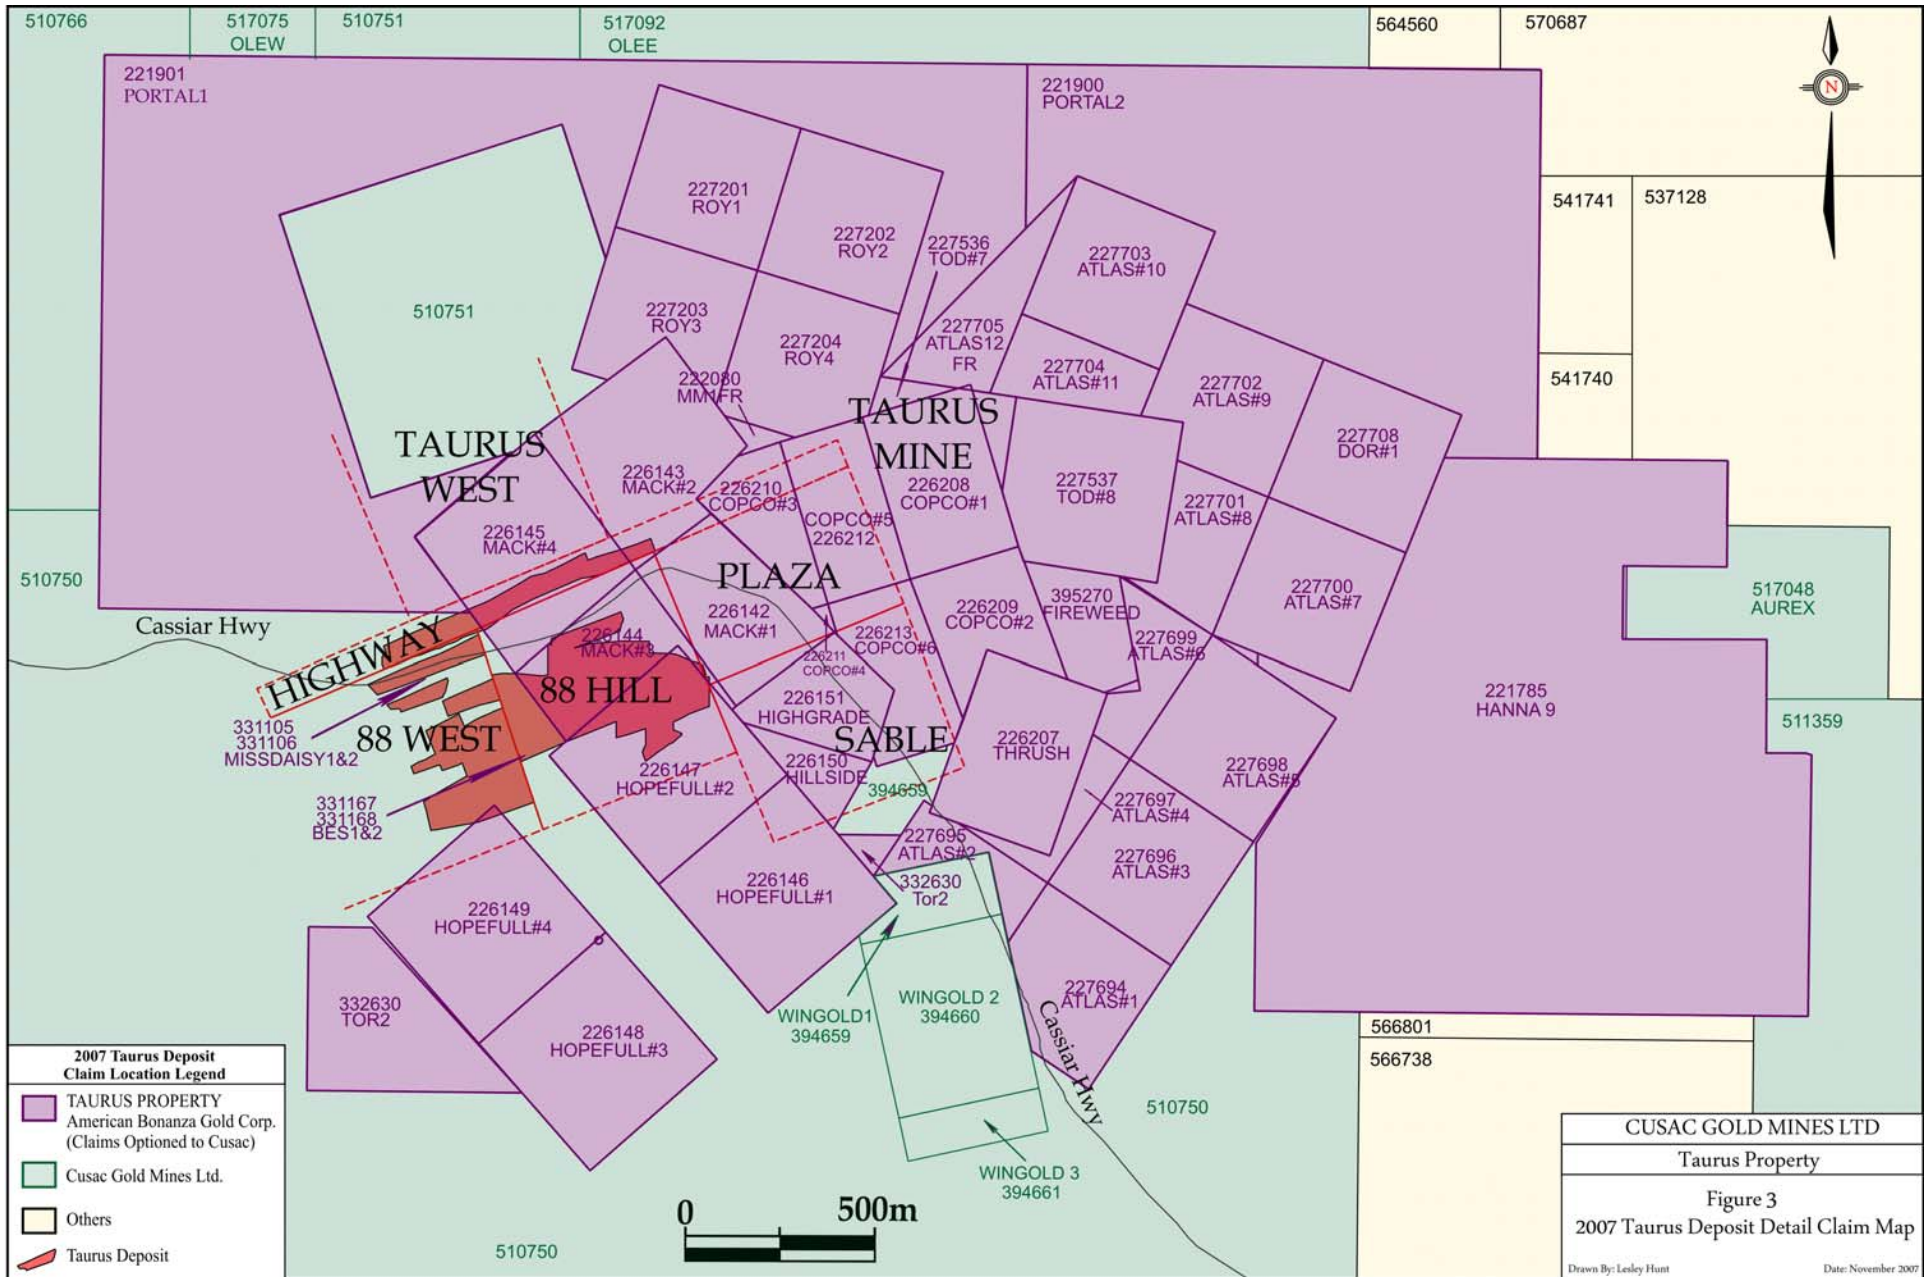 510766
517075
OLEW
510751
517092
OLEE
564560
570687
221901
PORTAL1
221900
PORTAL2
N
227201
ROY1
227202
ROY2
227536
TOD#7
227703
ATLAS#10
541741
537128
510751
227203
ROY3
227204
ROY4
227705
ATLAS12
FR
227704
ATLAS#11
227702
ATLAS#9
541740
222080
MM1FR
TAURUS
MINE
TAURUS
WEST
227708
DOR#1
226143
MACK#2
226210
COPCO#3
226208
COPCO#1
227537
TOD#8
227701
ATLAS#8
COPCO#5
226212
226145
MACK#4
510750
PLAZA
227700
ATLAS#7
517048
AUREX
Cassiar Hwy
226142
MACK#1
226209
COPCO#2
395270
FIREWEED
226144
MACK#3
226213
COPCO#6
227699
ATLAS#6
226211
COPCO#4
HIGHWAY
88 HILL
226151
HIGHGRADE
221785
HANNA 9
511359
331105
331106
MISSDAISY1&2
88 WEST
SABLE
226207
THRUSH
226147
HOPEFULL#2
226150
HILLSIDE
394659
227698
ATLAS#5
331167
331168
BES1&2
227697
ATLAS#4
227695
ATLAS#2
227696
ATLAS#3
226146
HOPEFULL#1
332630
Tor2
226149
HOPEFULL#4
332630
TOR2
226148
HOPEFULL#3
WINGOLD1
394659
WINGOLD 2
394660
227694
ATLAS#1
Cassiar Hwy
566801
566738
510750
WINGOLD 3
394661
510750
0 500m
2007 Taurus Deposit
Claim Location Legend
TAURUS PROPERTY
American Bonanza Gold Corp.
(Claims Optioned to Cusac)
Cusac Gold Mines Ltd.
Others
Taurus Deposit
CUSAC GOLD MINES LTD
Taurus Property
Figure 3
2007 Taurus Deposit Detail Claim Map
Drawn By: Lesley Hunt Date: November 2007